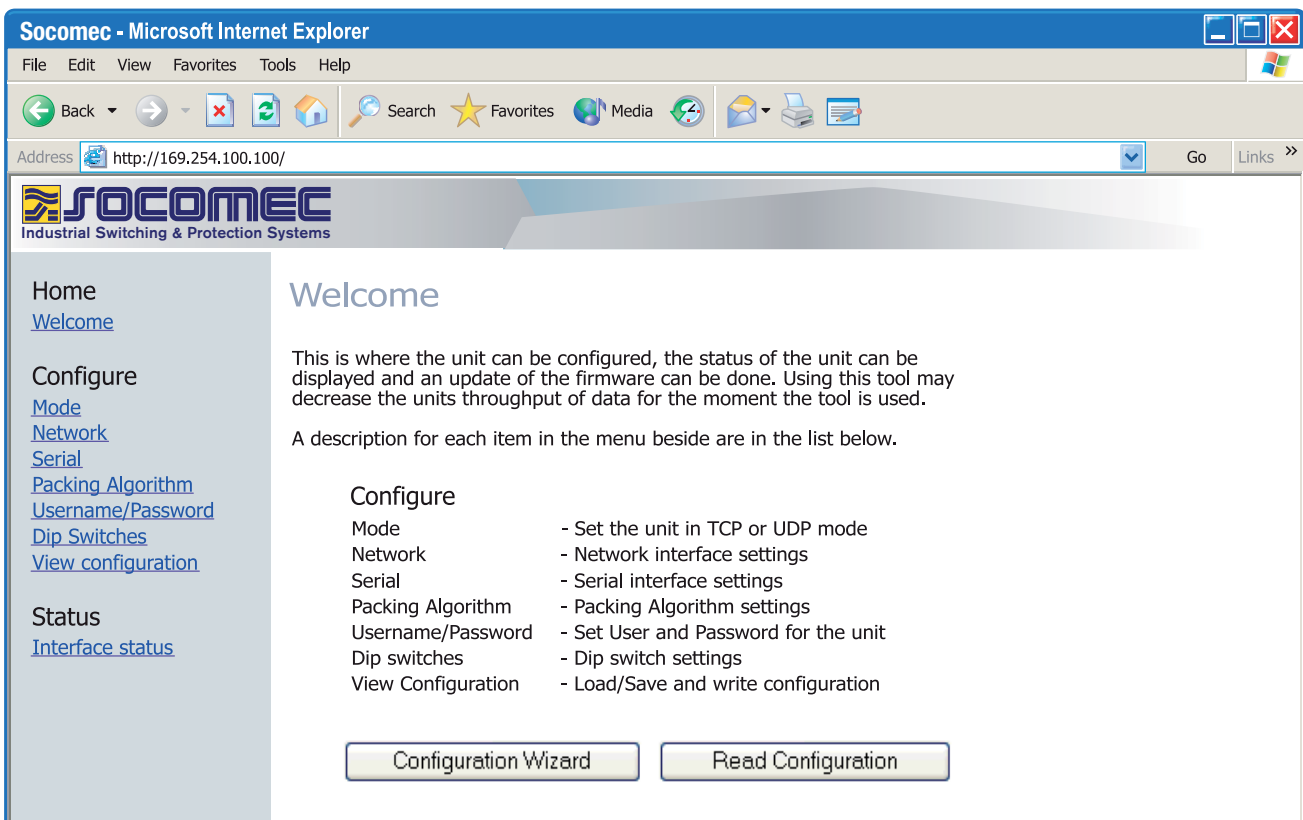 Socomec - Microsoft Internet Explorer
File Edit View Favorites Tools Help
Back Search Favorites Media
Address http://169.254.100.100/ Go Links »
SOCOMEC
Industrial Switching & Protection Systems
Home
Welcome
Configure
Mode
Network
Serial
Packing Algorithm
Username/Password
Dip Switches
View configuration
Status
Interface status
Welcome
This is where the unit can be configured, the status of the unit can be
displayed and an update of the firmware can be done. Using this tool may
decrease the units throughput of data for the moment the tool is used.
A description for each item in the menu beside are in the list below.
Configure
Mode - Set the unit in TCP or UDP mode
Network - Network interface settings
Serial - Serial interface settings
Packing Algorithm - Packing Algorithm settings
Username/Password - Set User and Password for the unit
Dip switches - Dip switch settings
View Configuration - Load/Save and write configuration
Configuration Wizard Read Configuration